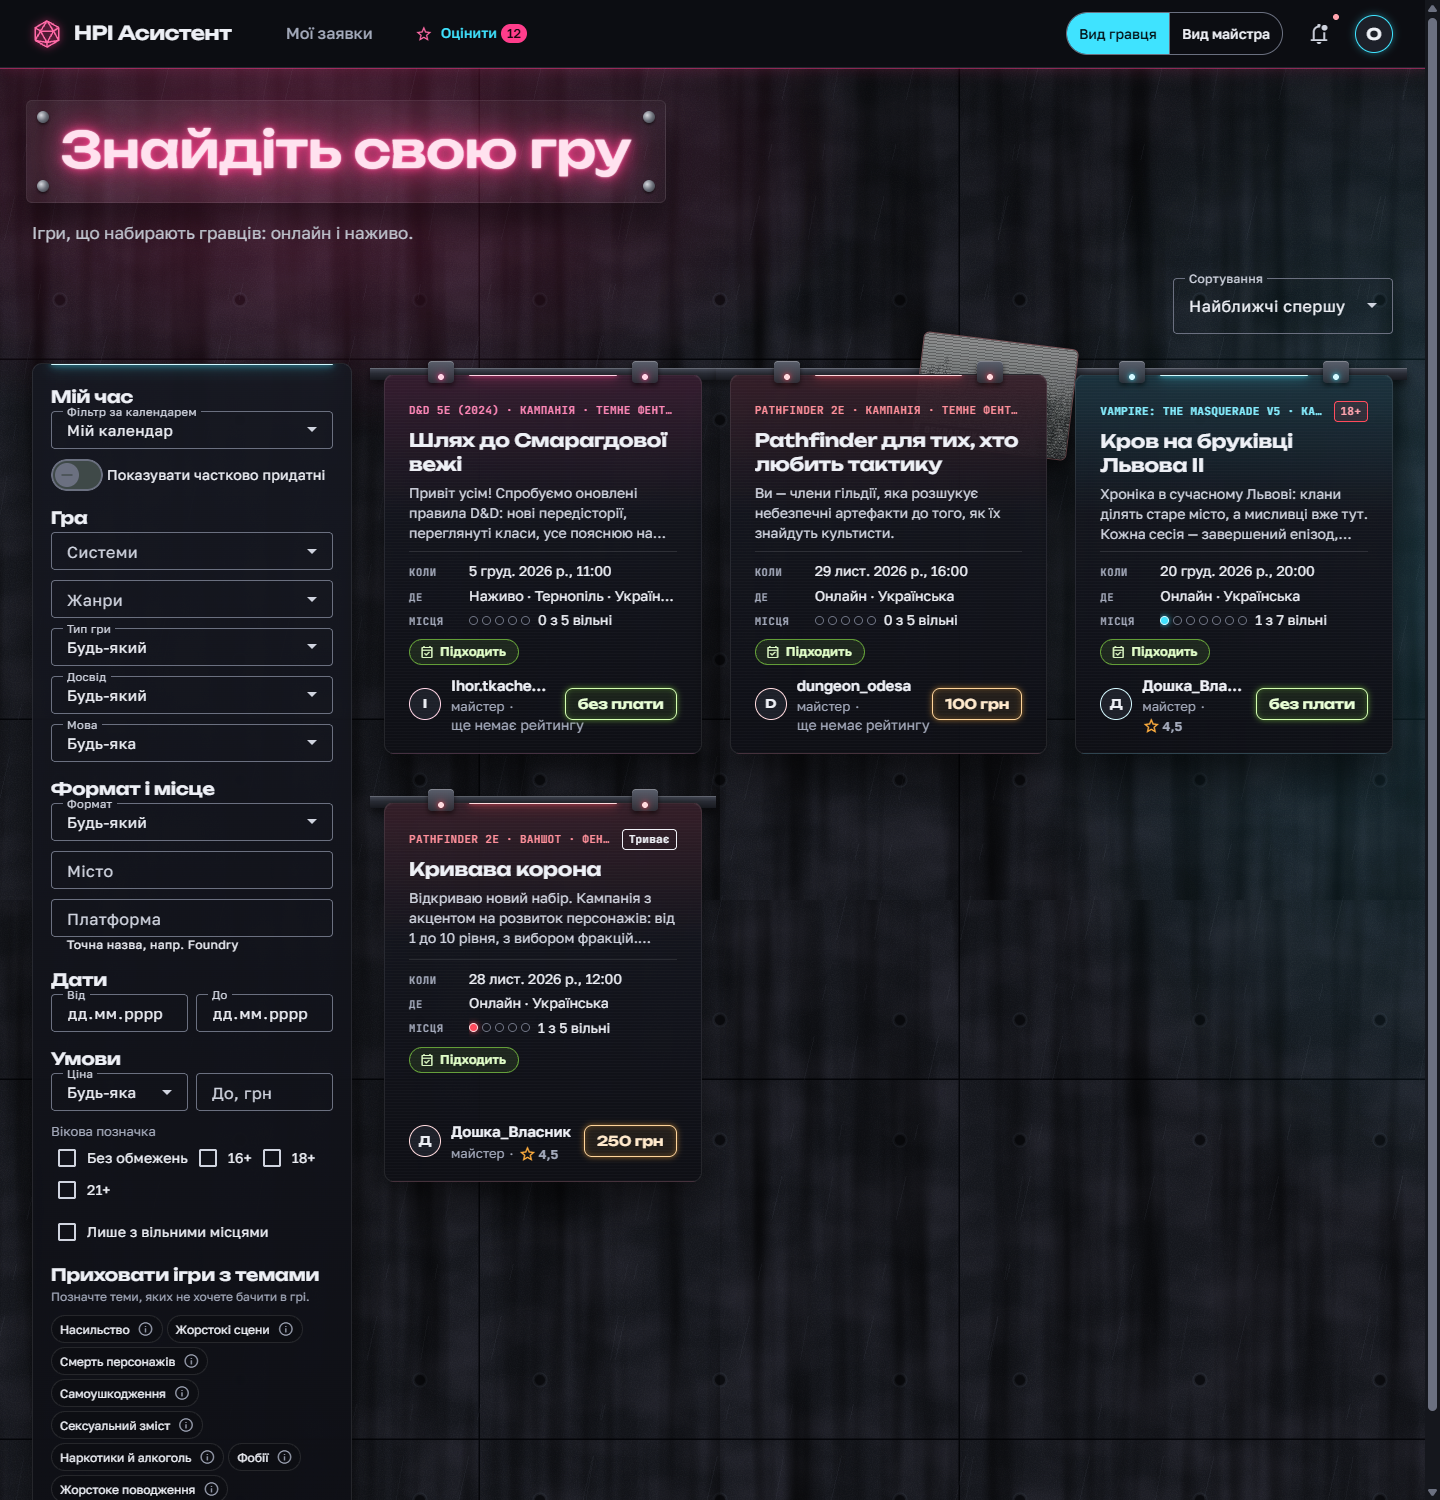 НРІ Асистент
Мої заявки
Оцінити 12
Вид гравця
Вид майстра
О
Знайдіть свою гру
Ігри, що набирають гравців: онлайн і наживо.
Сортування
Найближчі спершу
Мій час
Фільтр за календарем
Мій календар
Показувати частково придатні
Гра
Системи
Жанри
Тип гри
Будь-який
Досвід
Будь-який
Мова
Будь-яка
Формат і місце
Формат
Будь-який
Місто
Платформа
Точна назва, напр. Foundry
Дати
Від
дд.мм.рррр
До
дд.мм.рррр
Умови
Ціна
Будь-яка
До, грн
Вікова позначка
Без обмежень
16+
18+
21+
Лише з вільними місцями
Приховати ігри з темами
Позначте теми, яких не хочете бачити в грі.
Насильство
Жорстокі сцени
Смерть персонажів
Самоушкодження
Сексуальний зміст
Наркотики й алкоголь
Фобії
Жорстоке поводження
D&D 5E (2024) · КАМПАНІЯ · ТЕМНЕ ФЕНТ…
Шлях до Смарагдової
вежі
Привіт усім! Спробуємо оновлені
правила D&D: нові передісторії,
переглянуті класи, усе пояснюю на…
КОЛИ 5 груд. 2026 р., 11:00
ДЕ Наживо · Тернопіль · Україн…
МІСЦЯ 0 з 5 вільні
Підходить
I
Ihor.tkache…
майстер ·
ще немає рейтингу
без плати
PATHFINDER 2E · КАМПАНІЯ · ТЕМНЕ ФЕНТ…
Pathfinder для тих, хто
любить тактику
Ви — члени гільдії, яка розшукує
небезпечні артефакти до того, як їх
знайдуть культисти.
КОЛИ 29 лист. 2026 р., 16:00
ДЕ Онлайн · Українська
МІСЦЯ 0 з 5 вільні
Підходить
D
dungeon_odesa
майстер ·
ще немає рейтингу
100 грн
VAMPIRE: THE MASQUERADE V5 · КА…
18+
Кров на бруківці
Львова II
Хроніка в сучасному Львові: клани
ділять старе місто, а мисливці вже тут.
Кожна сесія — завершений епізод,…
КОЛИ 20 груд. 2026 р., 20:00
ДЕ Онлайн · Українська
МІСЦЯ 1 з 7 вільні
Підходить
Д
Дошка_Вла…
майстер ·
4,5
без плати
PATHFINDER 2E · ВАНШОТ · ФЕН…
Триває
Кривава корона
Відкриваю новий набір. Кампанія з
акцентом на розвиток персонажів: від
1 до 10 рівня, з вибором фракцій.…
КОЛИ 28 лист. 2026 р., 12:00
ДЕ Онлайн · Українська
МІСЦЯ 1 з 5 вільні
Підходить
Д
Дошка_Власник
майстер · 4,5
250 грн